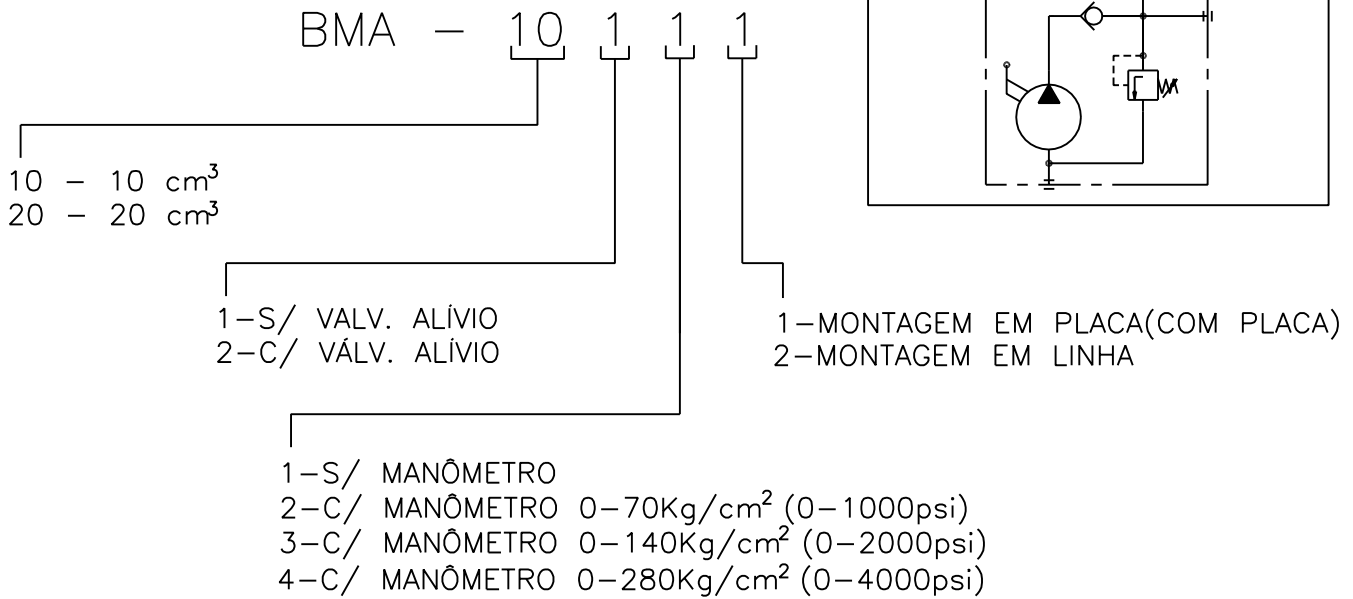 BMA - 10 1 1 1
10 - 10 cm³
20 - 20 cm³
1-S/ VALV. ALÍVIO
2-C/ VÁLV. ALÍVIO
1-MONTAGEM EM PLACA(COM PLACA)
2-MONTAGEM EM LINHA
1-S/ MANÔMETRO
2-C/ MANÔMETRO 0-70Kg/cm² (0-1000psi)
3-C/ MANÔMETRO 0-140Kg/cm² (0-2000psi)
4-C/ MANÔMETRO 0-280Kg/cm² (0-4000psi)